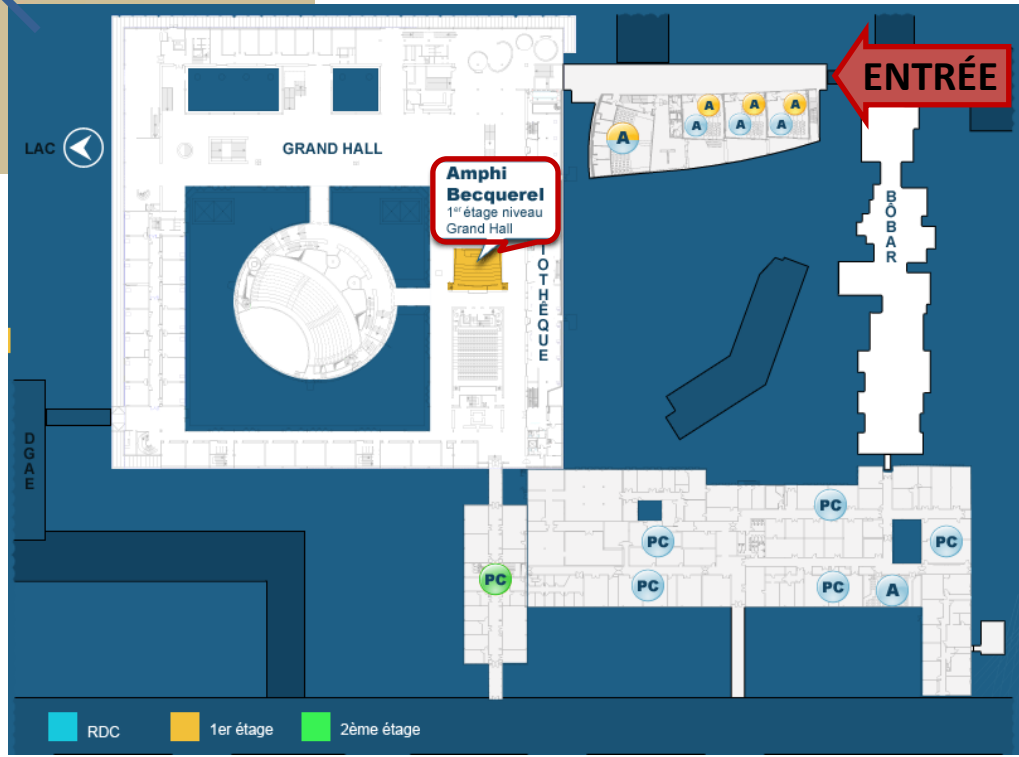 ENTRÉE
A
A
A
A
A
A
A
LAC
GRAND HALL
Amphi
Becquerel
1er étage niveau
Grand Hall
BÔBAR
IOTHÈQUE
DGAE
PC
PC
PC
PC
PC
PC
A
RDC
1er étage
2ème étage